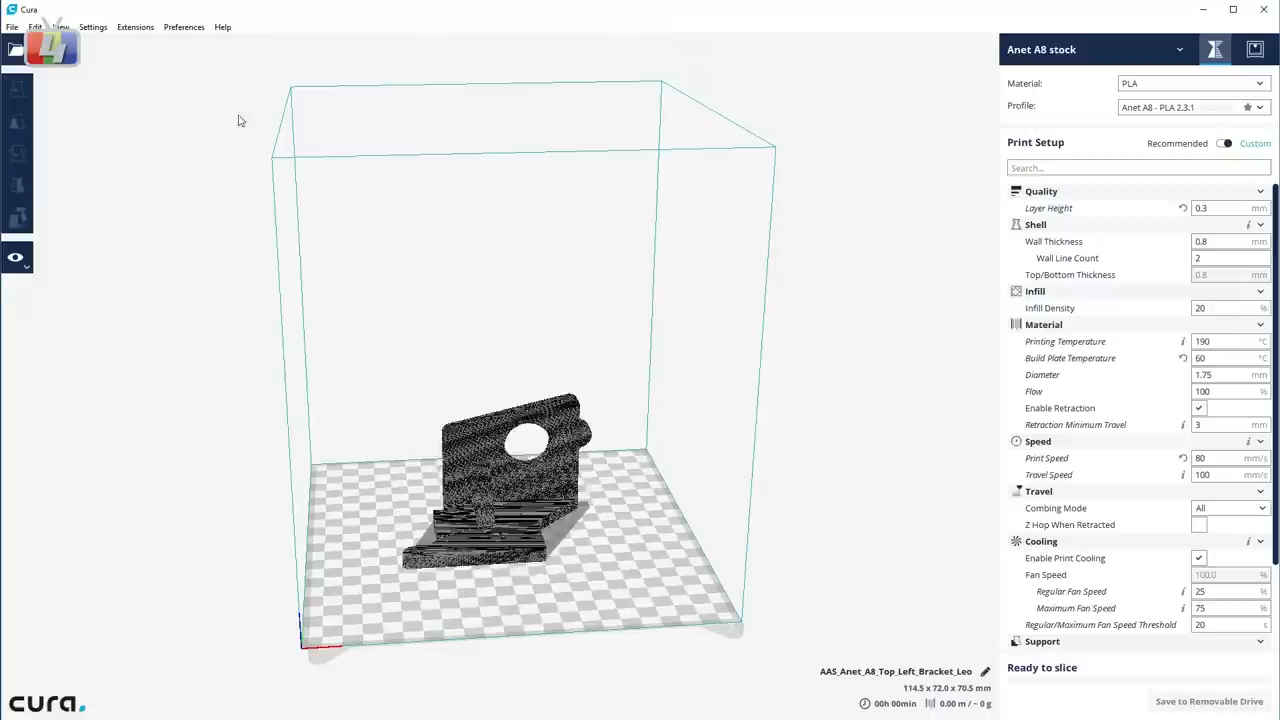 Cura
File Edit View Settings Extensions Preferences Help
4
Anet A8 stock
Material: PLA
Profile: Anet A8 - PLA 2.3.1
Print Setup Recommended Custom
Search...
Quality
Layer Height 0.3 mm
Shell i
Wall Thickness 0.8 mm
Wall Line Count 2
Top/Bottom Thickness 0.8 mm
Infill
Infill Density 20 %
Material
Printing Temperature i 190 °C
Build Plate Temperature 60 °C
Diameter 1.75 mm
Flow 100 %
Enable Retraction
Retraction Minimum Travel i 3 mm
Speed i
Print Speed 80 mm/s
Travel Speed i 100 mm/s
Travel
Combing Mode All
Z Hop When Retracted
Cooling i
Enable Print Cooling
Fan Speed 100.0 %
Regular Fan Speed i 25 %
Maximum Fan Speed i 75 %
Regular/Maximum Fan Speed Threshold 20 s
Support
AAS_Anet_A8_Top_Left_Bracket_Leo
114.5 x 72.0 x 70.5 mm
00h 00min 0.00 m / ~ 0 g
Ready to slice
Save to Removable Drive
cura.